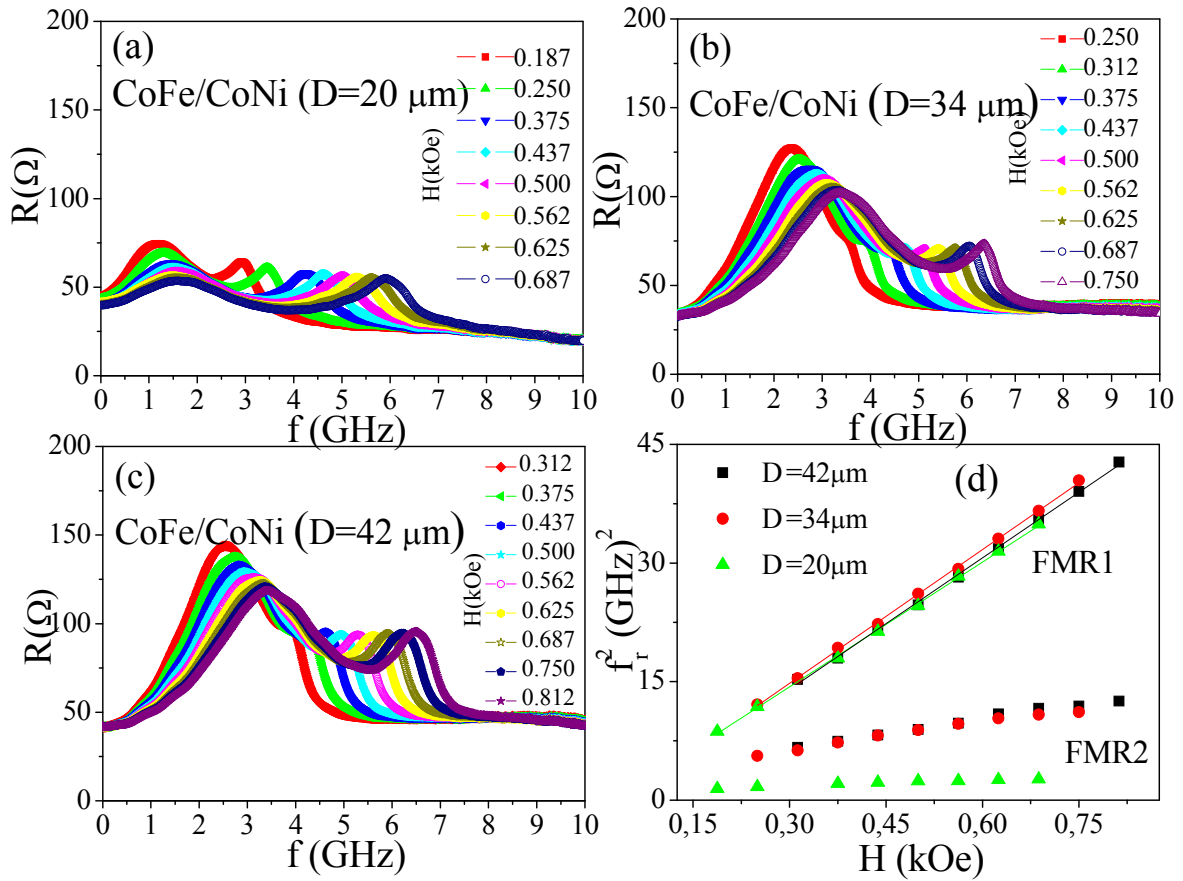 (a)
CoFe/CoNi (D=20 μm)
H(kOe)
0.187
0.250
0.375
0.437
0.500
0.562
0.625
0.687
R(Ω)
200
150
100
50
0
0 1 2 3 4 5 6 7 8 9 10
f (GHz)
(b)
CoFe/CoNi (D=34 μm)
H(kOe)
0.250
0.312
0.375
0.437
0.500
0.562
0.625
0.687
0.750
R(Ω)
200
150
100
50
0
0 1 2 3 4 5 6 7 8 9 10
f (GHz)
(c)
CoFe/CoNi (D=42 μm)
H(kOe)
0.312
0.375
0.437
0.500
0.562
0.625
0.687
0.750
0.812
R(Ω)
200
150
100
50
0
0 1 2 3 4 5 6 7 8 9 10
f (GHz)
(d)
D=42μm
D=34μm
D=20μm
FMR1
FMR2
f_r^2 (GHz)^2
45
30
15
0
0,15 0,30 0,45 0,60 0,75
H (kOe)